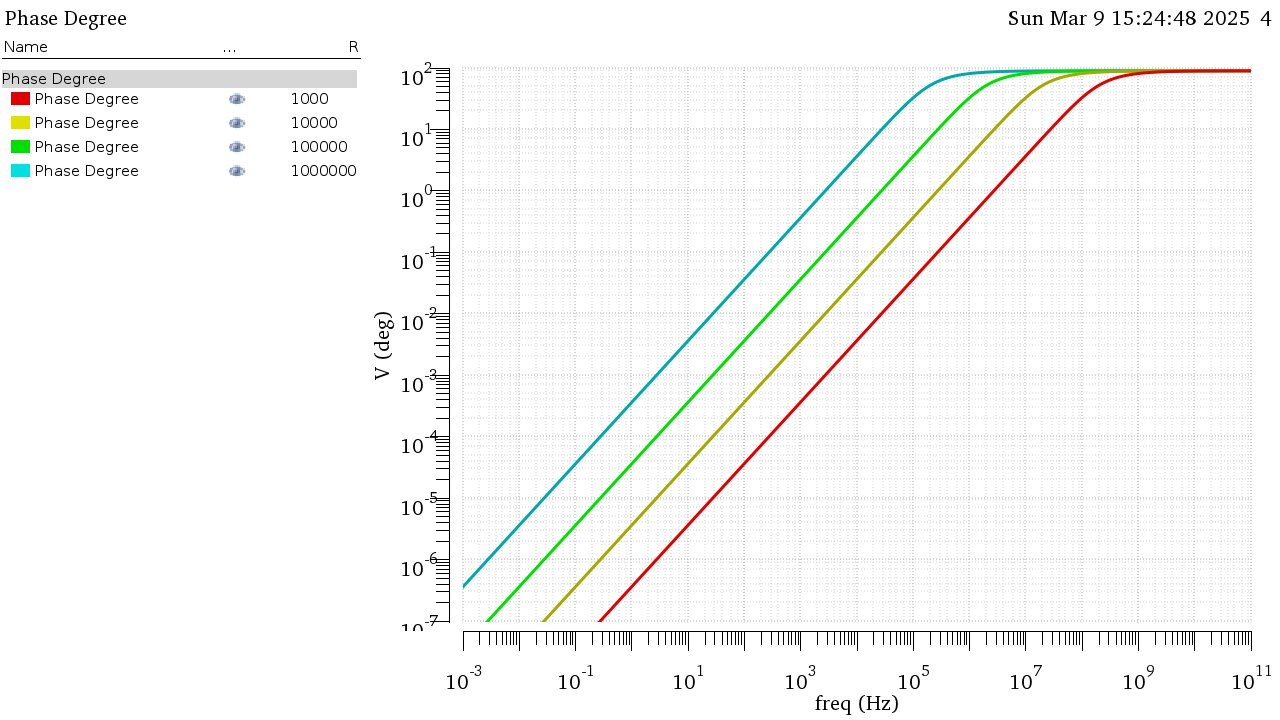 Phase Degree
Sun Mar 9 15:24:48 2025 4
Name ... R
Phase Degree
Phase Degree 1000
Phase Degree 10000
Phase Degree 100000
Phase Degree 1000000
10^2
10^1
10^0
10^-1
10^-2
10^-3
10^-4
10^-5
10^-6
10^-7
V (deg)
10^-3 10^-1 10^1 10^3 10^5 10^7 10^9 10^11
freq (Hz)